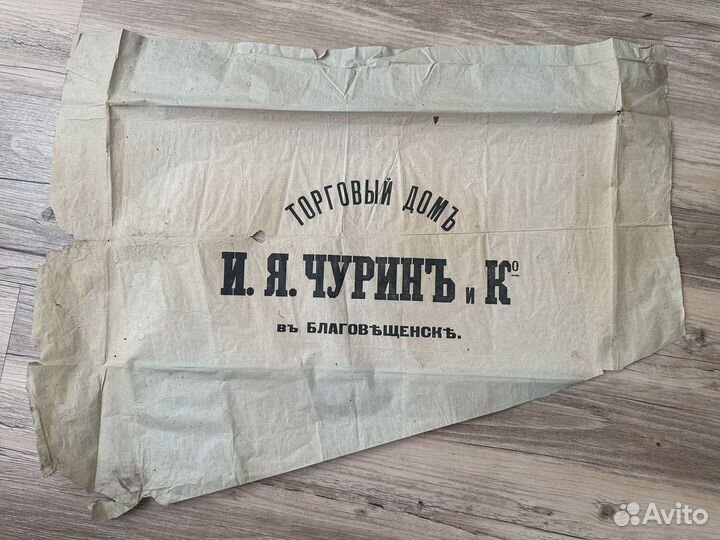 ТОРГОВЫЙ ДОМЪ
И. Я. ЧУРИНЪ и Кº
въ БЛАГОВѢЩЕНСКѢ.
Avito